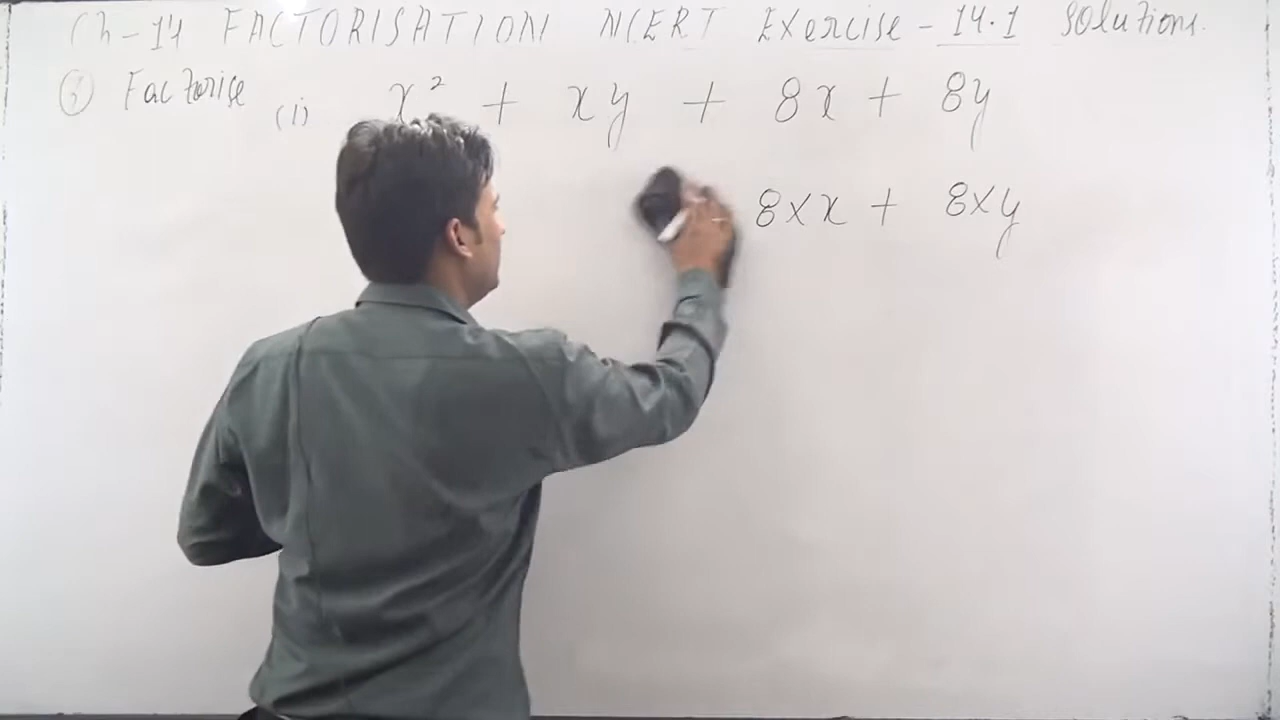 Ch-14 FACTORISATION NCERT Exercise-14.1 Solutions.
③ Factorise (i) x² + xy + 8x + 8y
8×x + 8×y